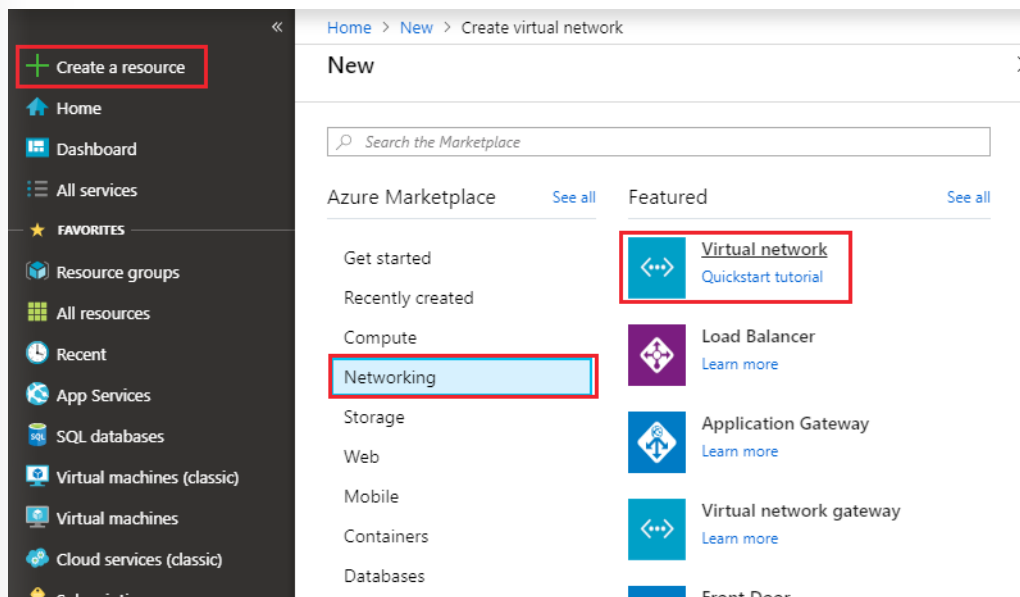 «
Create a resource
Home
Dashboard
All services
FAVORITES
Resource groups
All resources
Recent
App Services
SQL databases
Virtual machines (classic)
Virtual machines
Cloud services (classic)
Home > New > Create virtual network
New
Search the Marketplace
Azure Marketplace See all
Get started
Recently created
Compute
Networking
Storage
Web
Mobile
Containers
Databases
Featured See all
Virtual network
Quickstart tutorial
Load Balancer
Learn more
Application Gateway
Learn more
Virtual network gateway
Learn more
Front Door